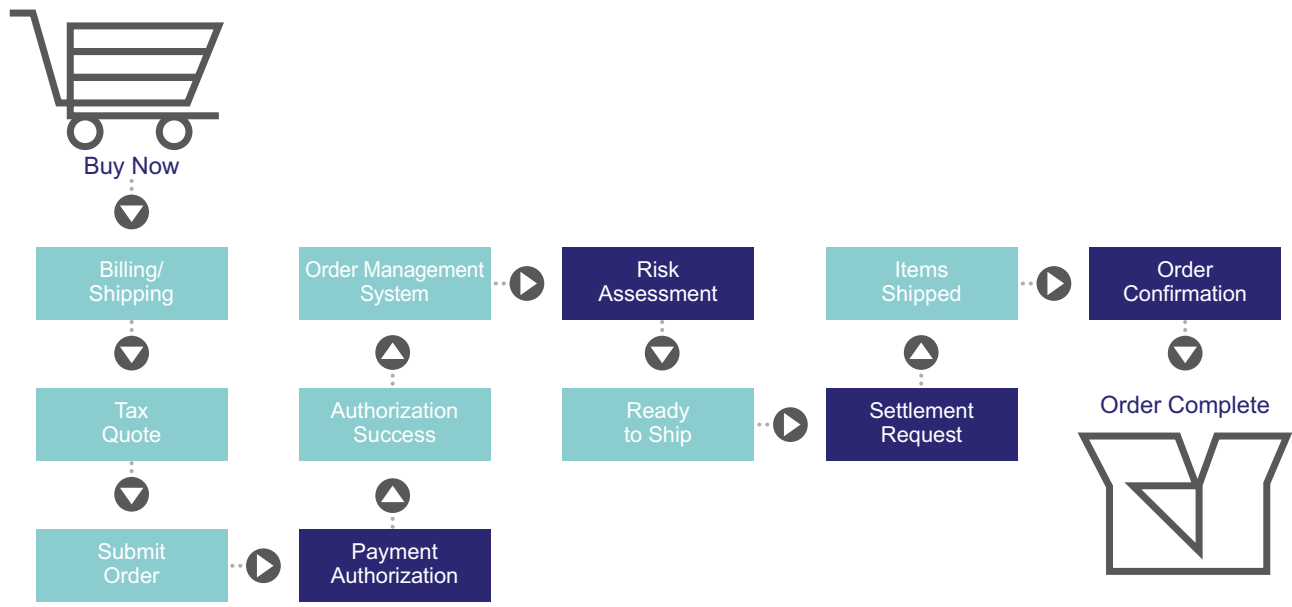 Buy Now
Billing/
Shipping
Tax
Quote
Submit
Order
Payment
Authorization
Authorization
Success
Order Management
System
Risk
Assessment
Ready
to Ship
Settlement
Request
Items
Shipped
Order
Confirmation
Order Complete